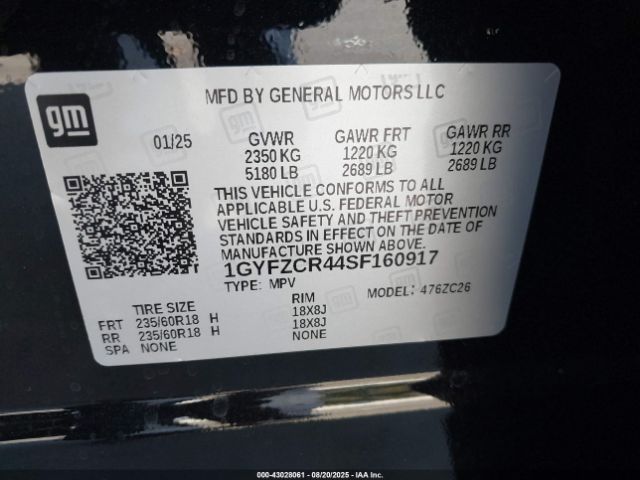 gm
MFD BY GENERAL MOTORS LLC
01/25 GVWR GAWR FRT GAWR RR
2350 KG 1220 KG 1220 KG
5180 LB 2689 LB 2689 LB
THIS VEHICLE CONFORMS TO ALL
APPLICABLE U.S. FEDERAL MOTOR
VEHICLE SAFETY AND THEFT PREVENTION
STANDARDS IN EFFECT ON THE DATE OF
MANUFACTURE SHOWN ABOVE.
1GYFZCR44SF160917
TYPE: MPV MODEL: 476ZC26
TIRE SIZE RIM
FRT 235/60R18 H 18X8J
RR 235/60R18 H 18X8J
SPA NONE NONE
000-43028061 - 08/20/2025 - IAA Inc.